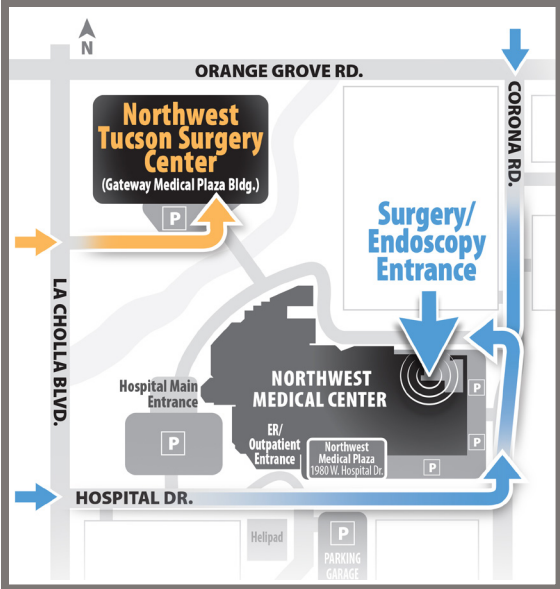 N
ORANGE GROVE RD.
CORONA RD.
Northwest
Tucson Surgery
Center
(Gateway Medical Plaza Bldg.)
P
Surgery/
Endoscopy
Entrance
LA CHOLLA BLVD.
Hospital Main
Entrance
NORTHWEST
MEDICAL CENTER
P
ER/
Outpatient
Entrance
Northwest
Medical Plaza
1980 W. Hospital Dr.
P
P
P
HOSPITAL DR.
Helipad
P
PARKING
GARAGE